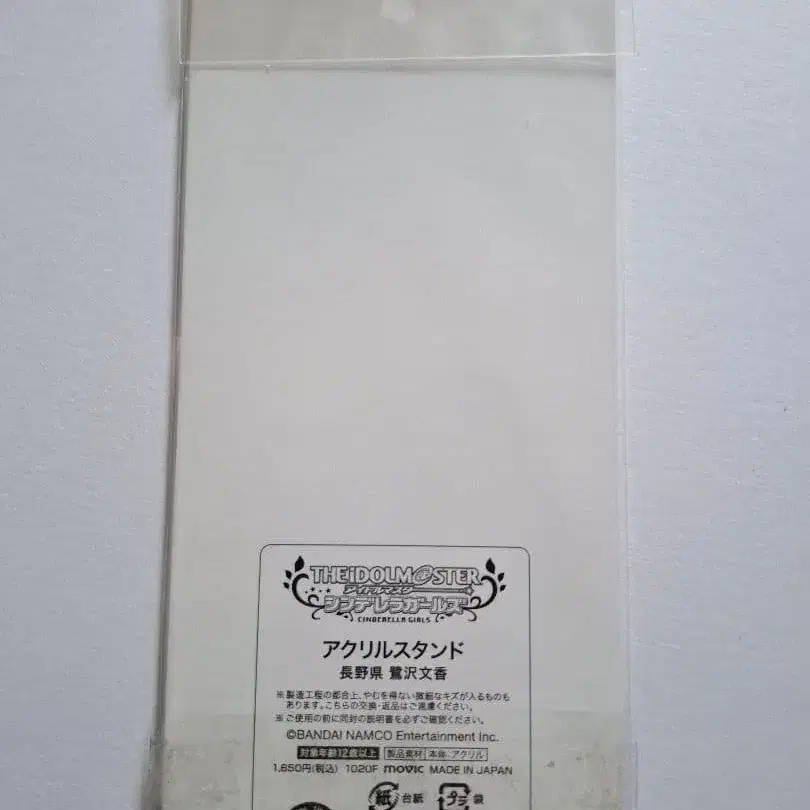 THE iDOLM@STER
アイドルマスター
シンデレラガールズ
CINDERELLA GIRLS
アクリルスタンド
長野県 鷺沢文香
※製造工程の都合上、やむを得ない微細なキズが入るものも
あります。こちらの交換・返品はご遠慮ください。
※ご使用の前に同封の説明書を必ずご確認ください。
©BANDAI NAMCO Entertainment Inc.
対象年齢12歳以上 製品素材 本体:アクリル
1,650円(税込) 1020F movic MADE IN JAPAN
紙 台紙 プラ 袋